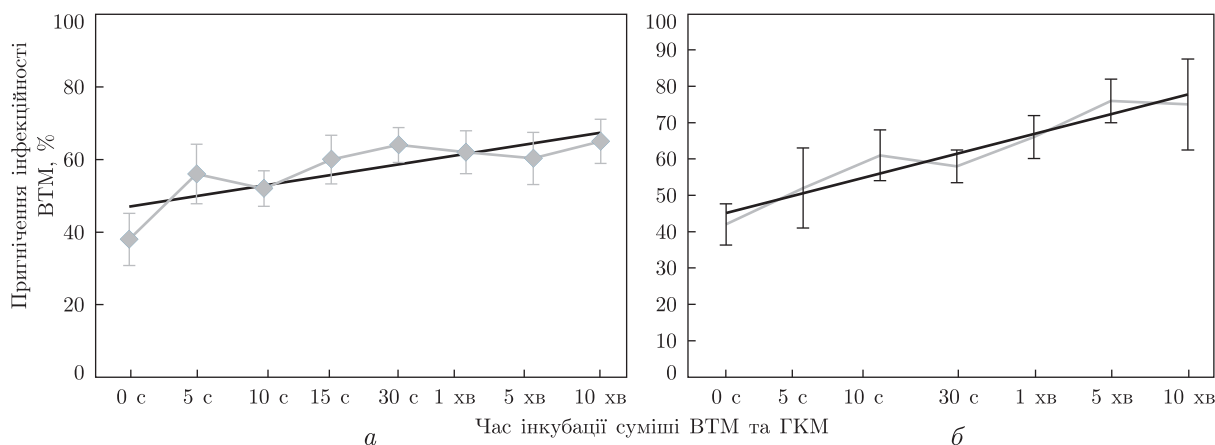 Пригнічення інфекційності
ВТМ, %
100
80
60
40
20
0
0 с 5 с 10 с 15 с 30 с 1 хв 5 хв 10 хв
а
100
90
80
70
60
50
40
30
20
10
0
0 с 5 с 10 с 30 с 1 хв 5 хв 10 хв
б
Час інкубації суміші ВТМ та ГКМ